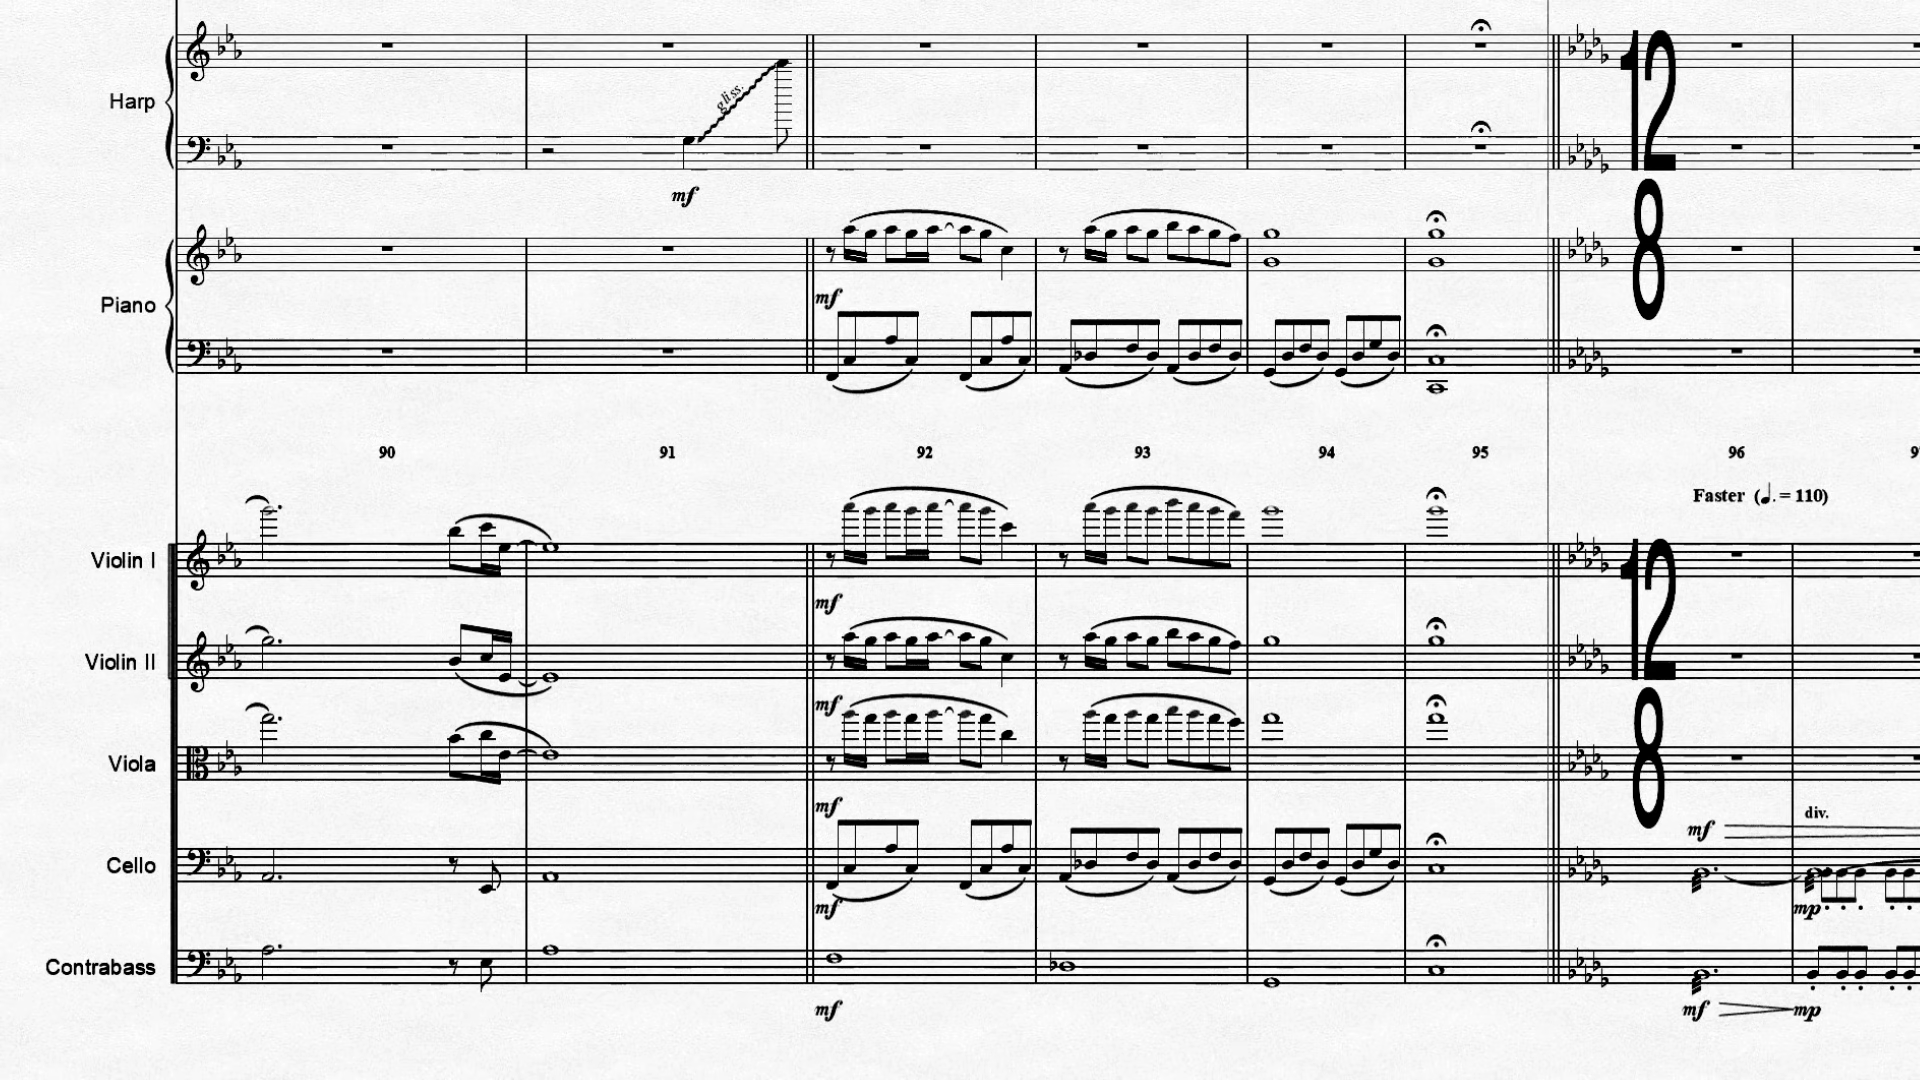 Harp
gliss.
mf
12
8
Piano
mf
90 91 92 93 94 95 96
Faster (♩. = 110)
Violin I
mf
12
8
Violin II
mf
Viola
mf
div.
mf
Cello
mf
mp
Contrabass
mf
mf
mp